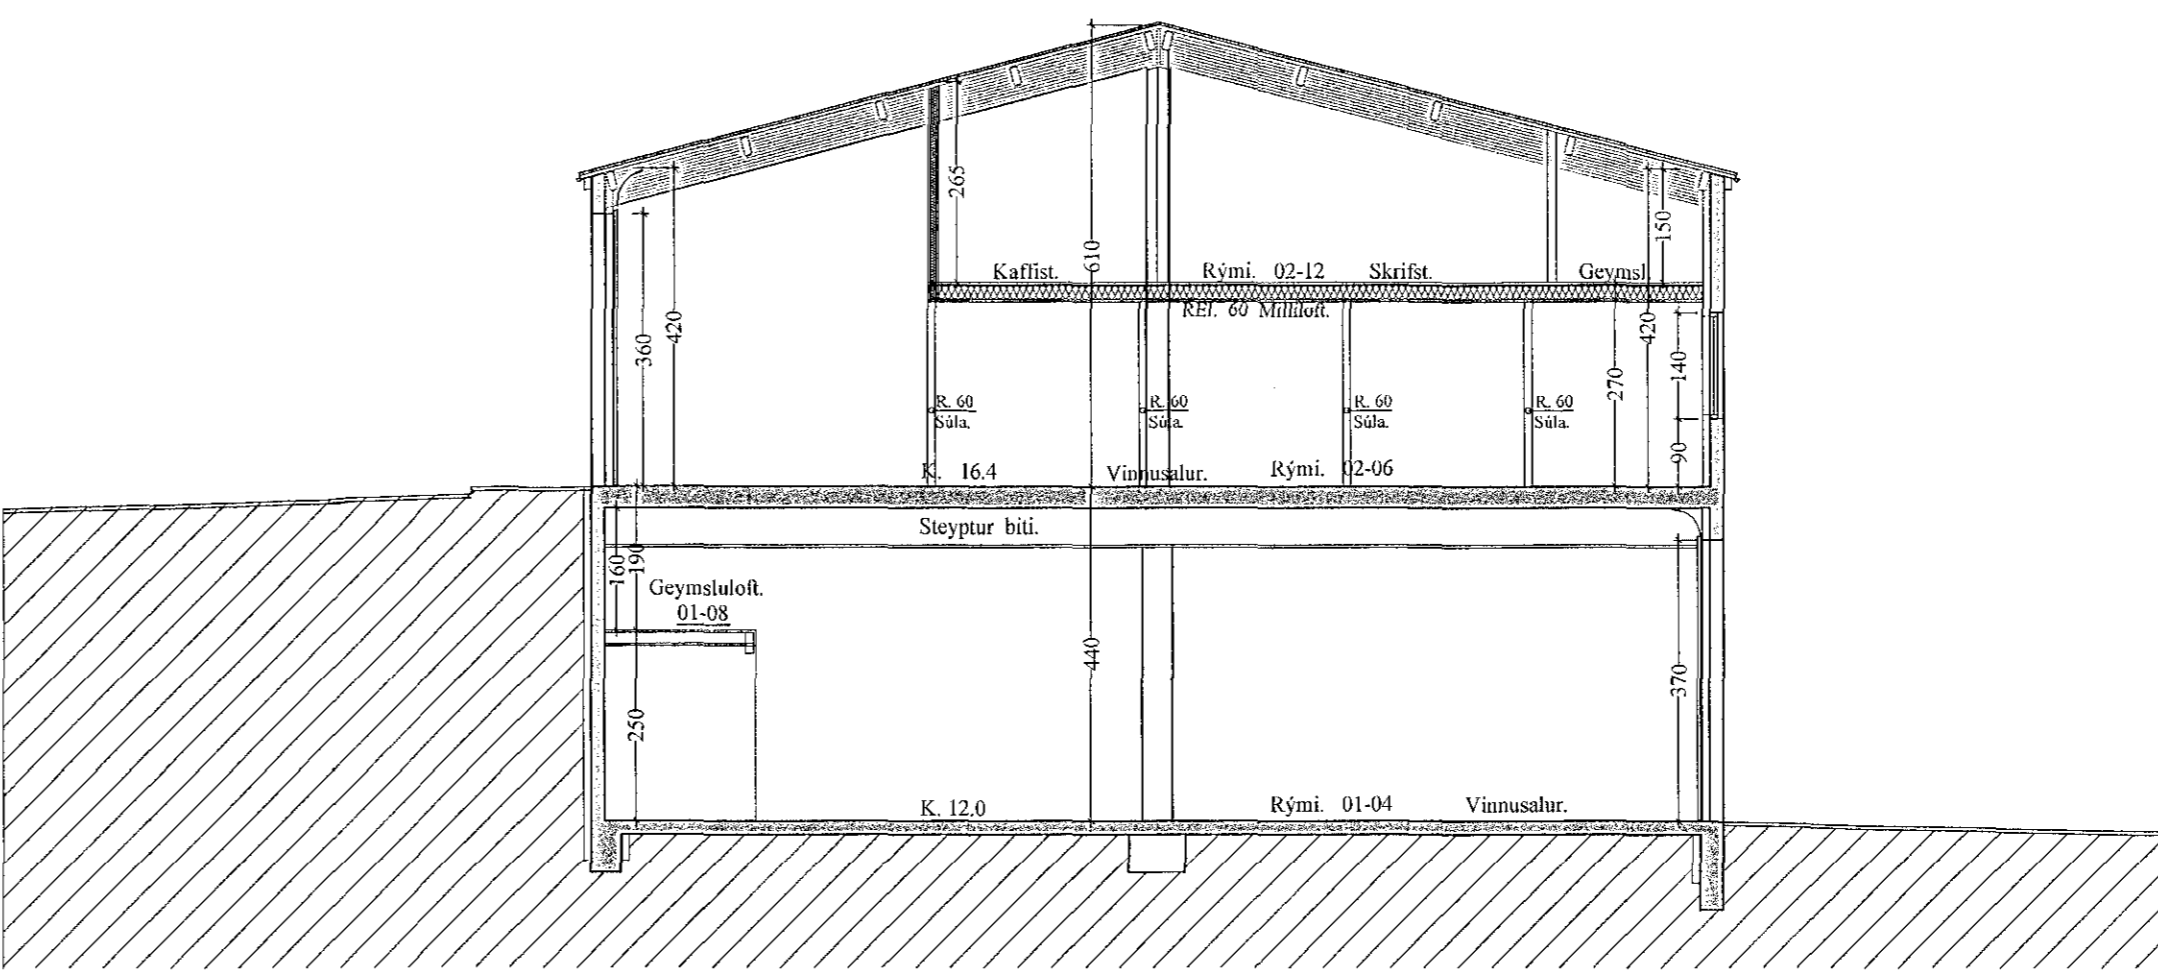 610
265
150
Kaffist. Rými. 02-12 Skrifst. Geymsl.
REI. 60 Milliloft.
360
420
420
140
270
R. 60
Súla.
R. 60
Súla.
R. 60
Súla.
R. 60
Súla.
90
K. 16.4 Vinnusalur. Rými. 02-06
Steyptur biti.
160
190
Geymsluloft.
01-08
440
370
250
K. 12.0 Rými. 01-04 Vinnusalur.